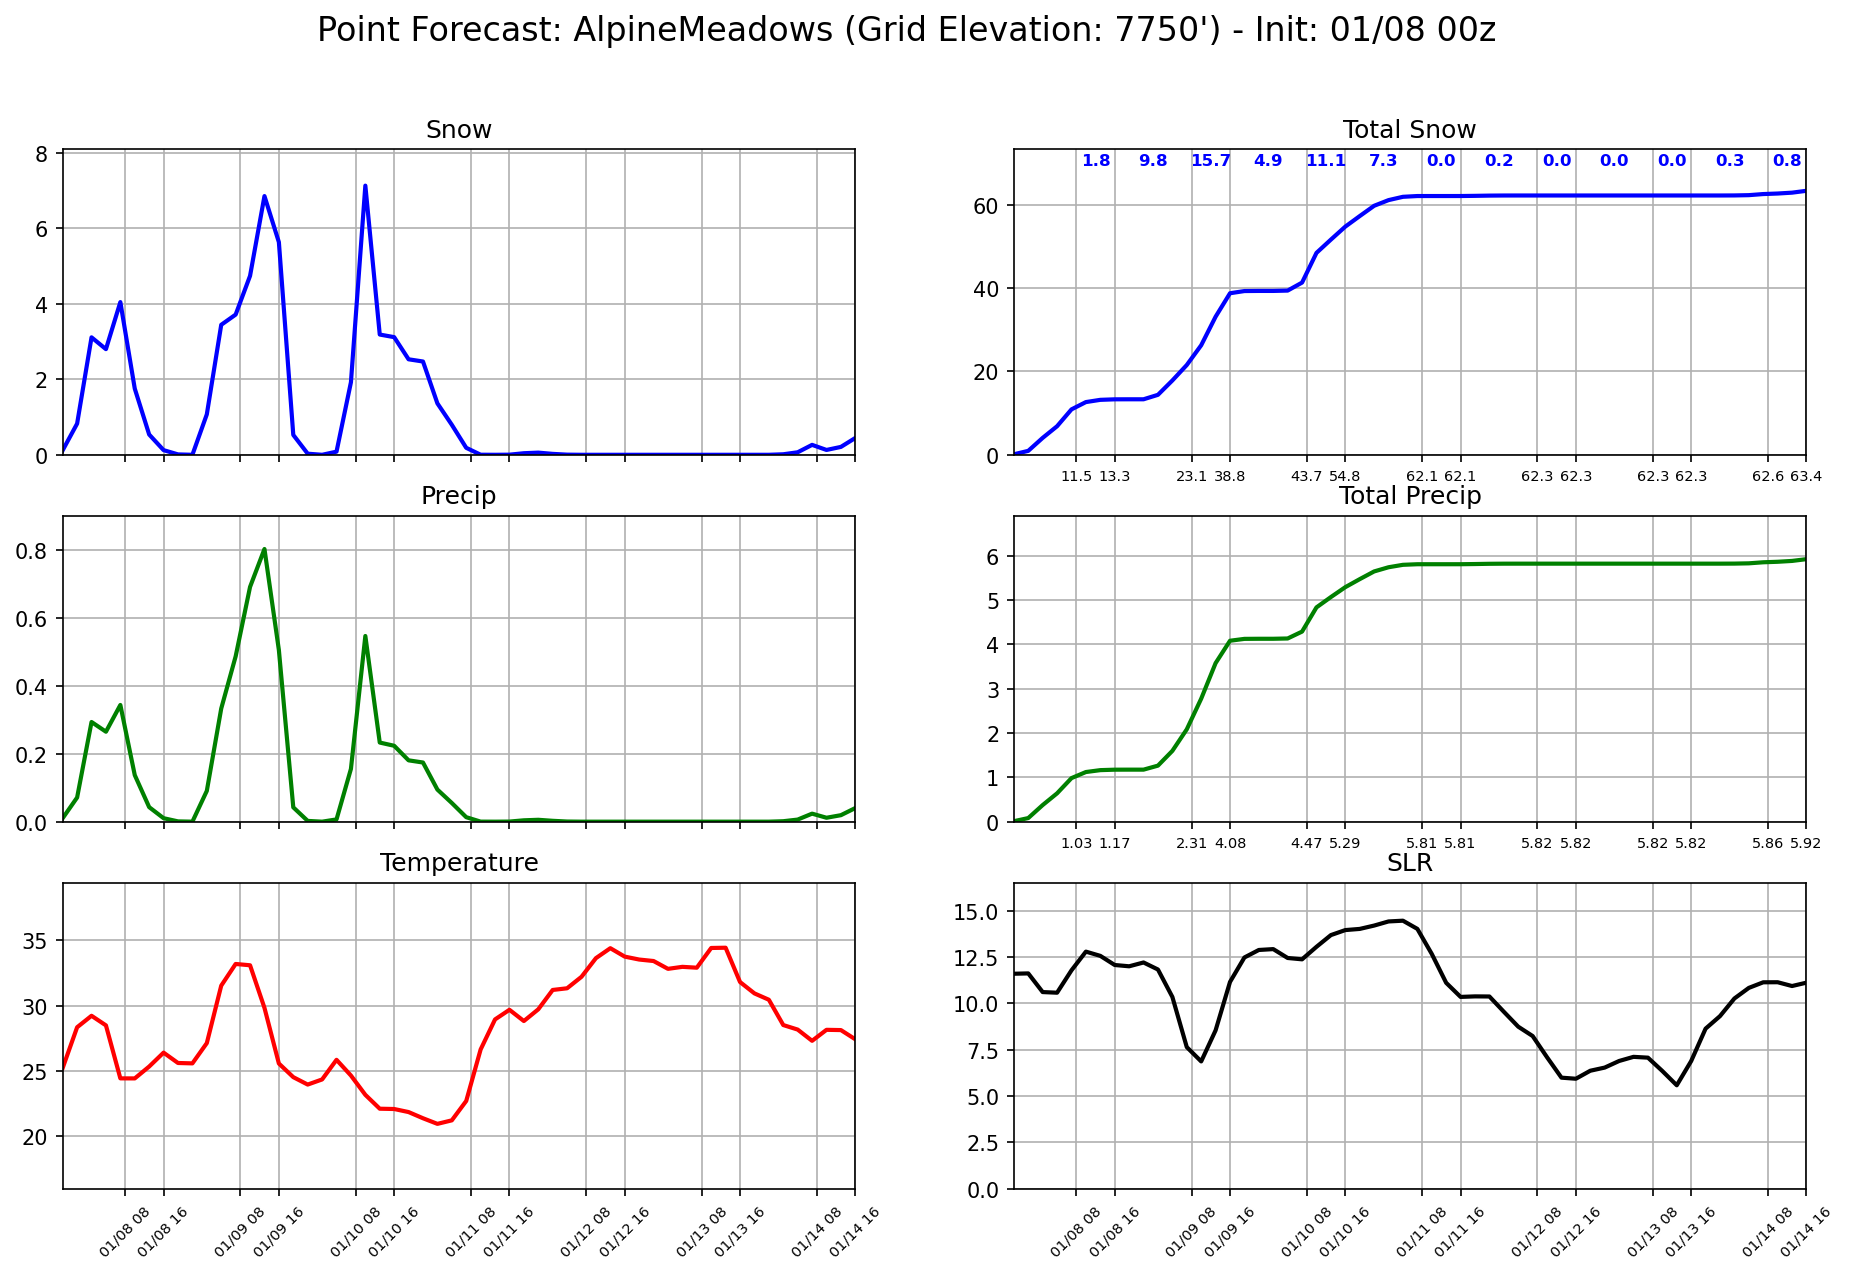 Point Forecast: AlpineMeadows (Grid Elevation: 7750') - Init: 01/08 00z
Snow
8
6
4
2
0
Total Snow
1.8 9.8 15.7 4.9 11.1 7.3 0.0 0.2 0.0 0.0 0.0 0.3 0.8
60
40
20
0
11.5 13.3 23.1 38.8 43.7 54.8 62.1 62.1 62.3 62.3 62.3 62.3 62.6 63.4
Precip
0.8
0.6
0.4
0.2
0.0
Total Precip
6
5
4
3
2
1
0
1.03 1.17 2.31 4.08 4.47 5.29 5.81 5.81 5.82 5.82 5.82 5.82 5.86 5.92
Temperature
35
30
25
20
01/08 08 01/08 16 01/09 08 01/09 16 01/10 08 01/10 16 01/11 08 01/11 16 01/12 08 01/12 16 01/13 08 01/13 16 01/14 08 01/14 16
SLR
15.0
12.5
10.0
7.5
5.0
2.5
0.0
01/08 08 01/08 16 01/09 08 01/09 16 01/10 08 01/10 16 01/11 08 01/11 16 01/12 08 01/12 16 01/13 08 01/13 16 01/14 08 01/14 16